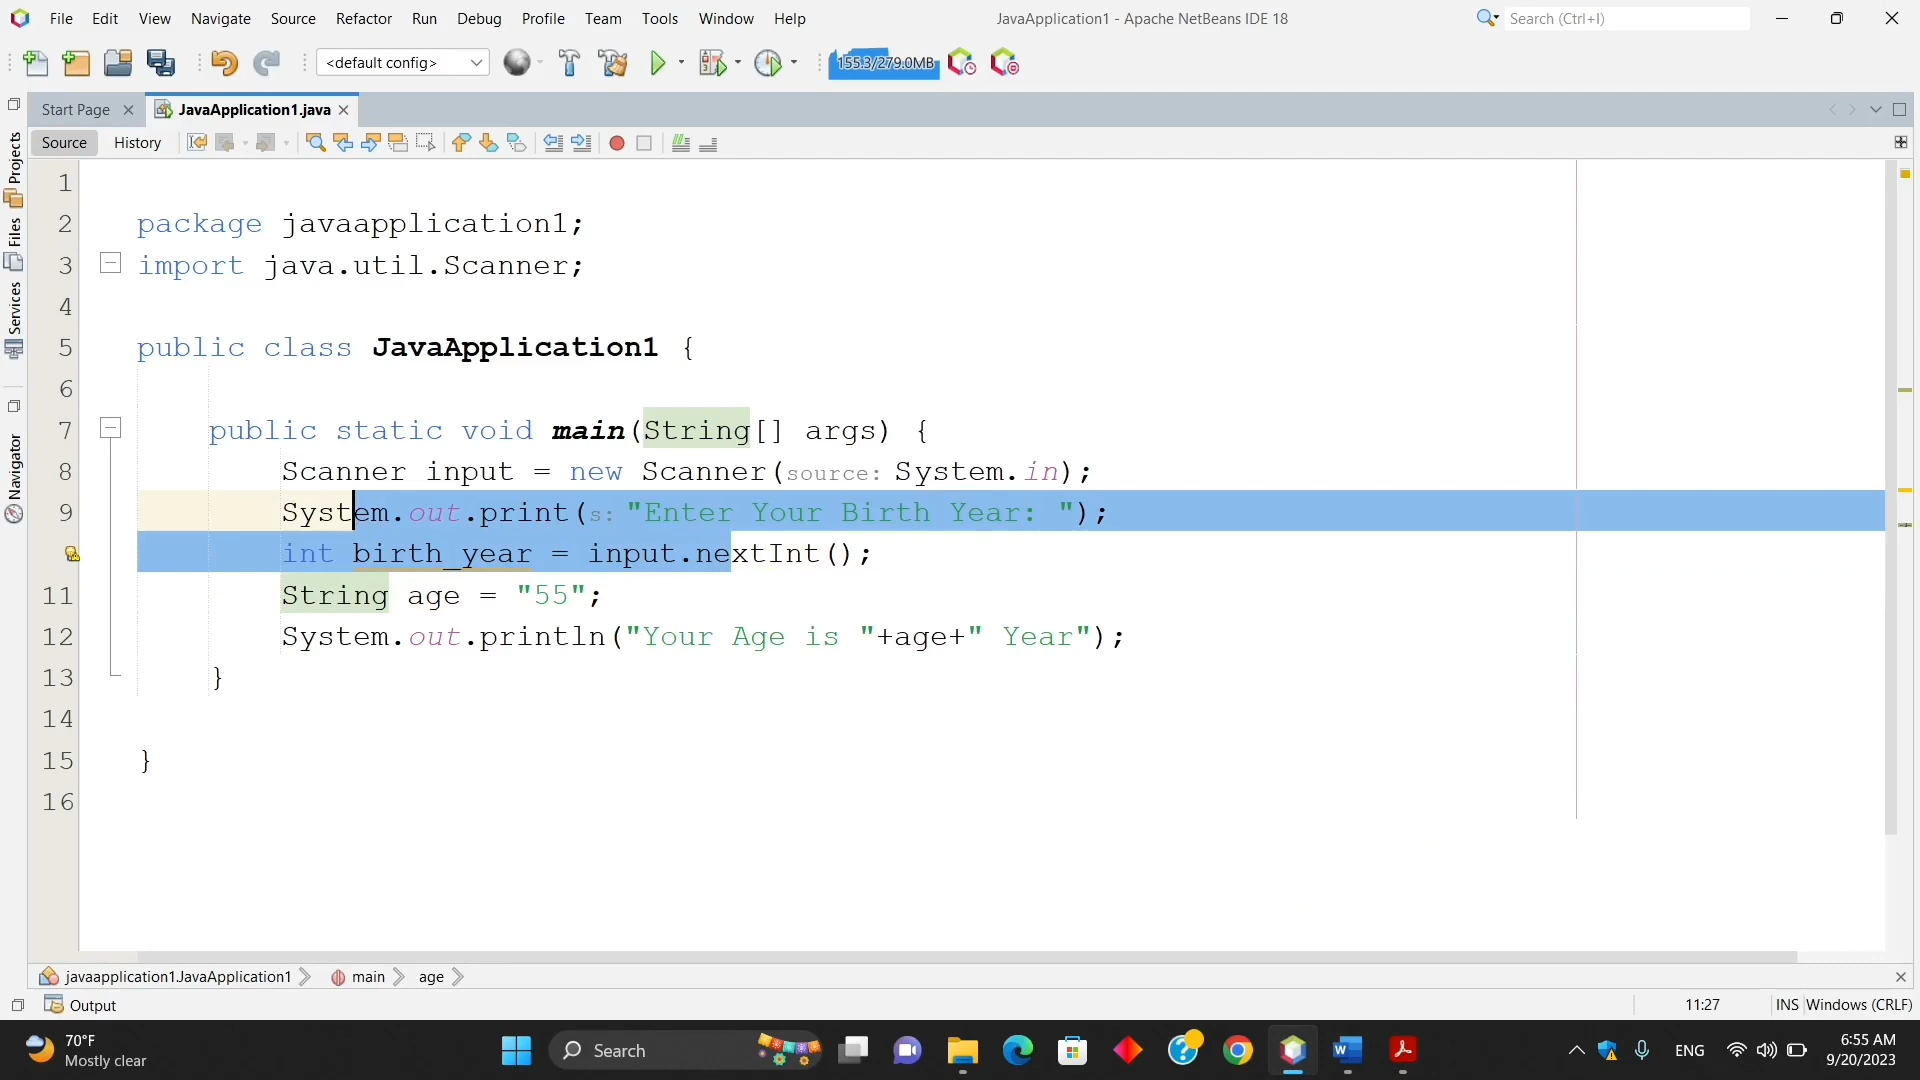 File Edit View Navigate Source Refactor Run Debug Profile Team Tools Window Help JavaApplication1 - Apache NetBeans IDE 18 Search (Ctrl+I)
<default config> 155.3/279.0MB
Start Page JavaApplication1.java
Source History
Projects
Files
Services
Navigator
1
2 package javaapplication1;
3 import java.util.Scanner;
4
5 public class JavaApplication1 {
6
7 public static void main(String[] args) {
8 Scanner input = new Scanner(source: System.in);
9 System.out.print(s: "Enter Your Birth Year: ");
int birth_year = input.nextInt();
11 String age = "55";
12 System.out.println("Your Age is "+age+" Year");
13 }
14
15 }
16
javaapplication1.JavaApplication1 main age
Output 11:27 INS Windows (CRLF)
70°F
Mostly clear
Search
ENG
6:55 AM
9/20/2023